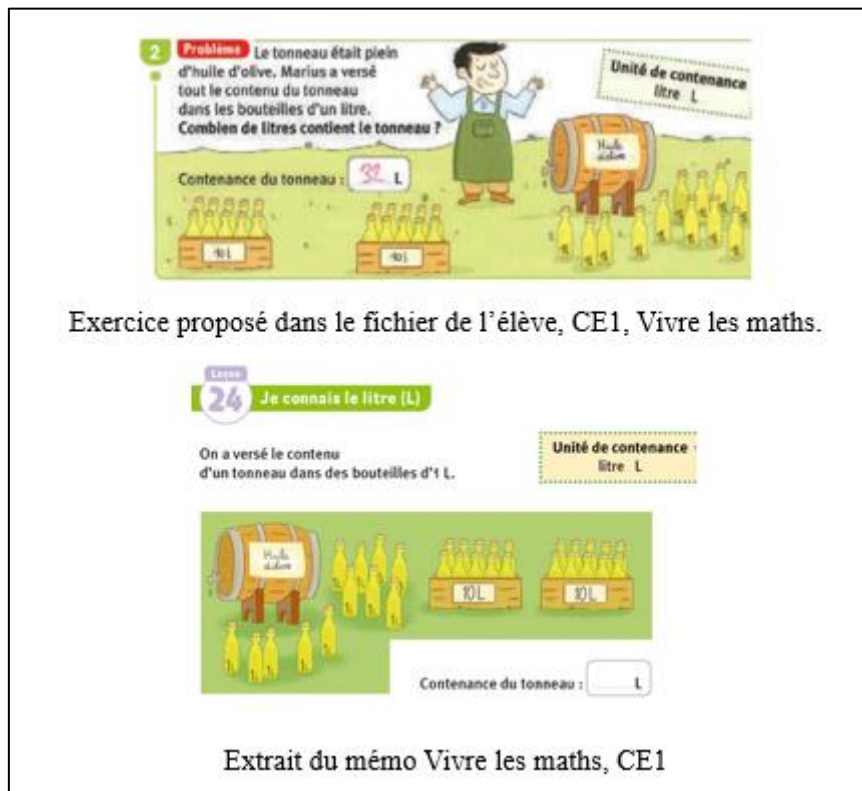 2 Problème Le tonneau était plein
d'huile d'olive. Marius a versé
tout le contenu du tonneau
dans les bouteilles d'un litre.
Combien de litres contient le tonneau ?
Unité de contenance
litre L
Huile
d'olive
Contenance du tonneau : 32 L
10L
10L
Exercice proposé dans le fichier de l'élève, CE1, Vivre les maths.
Leçon
24 Je connais le litre (L)
On a versé le contenu
d'un tonneau dans des bouteilles d'1 L.
Unité de contenance
litre L
Huile
d'olive
10L
10L
Contenance du tonneau : ...... L
Extrait du mémo Vivre les maths, CE1